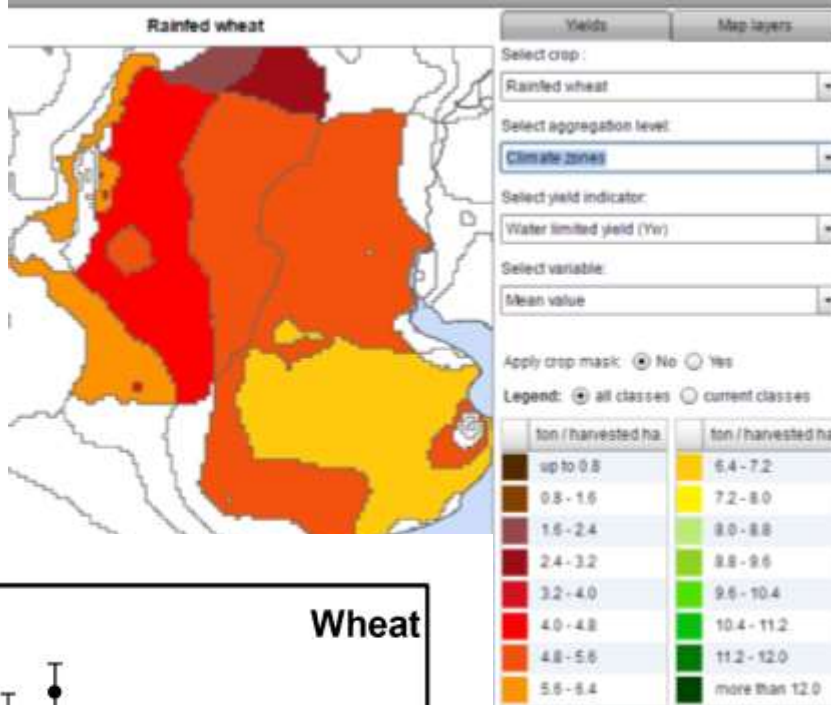 Rainfed wheat
Yields
Map layers
Select crop :
Rainfed wheat
Select aggregation level:
Climate zones
Select yield indicator:
Water limited yield (Yw)
Select variable:
Mean value
Apply crop mask: No Yes
Legend: all classes current classes
ton / harvested ha
ton / harvested ha
up to 0.8
6.4 - 7.2
0.8 - 1.6
7.2 - 8.0
1.6 - 2.4
8.0 - 8.8
2.4 - 3.2
8.8 - 9.6
3.2 - 4.0
9.6 - 10.4
4.0 - 4.8
10.4 - 11.2
4.8 - 5.6
11.2 - 12.0
5.6 - 6.4
more than 12.0
Wheat